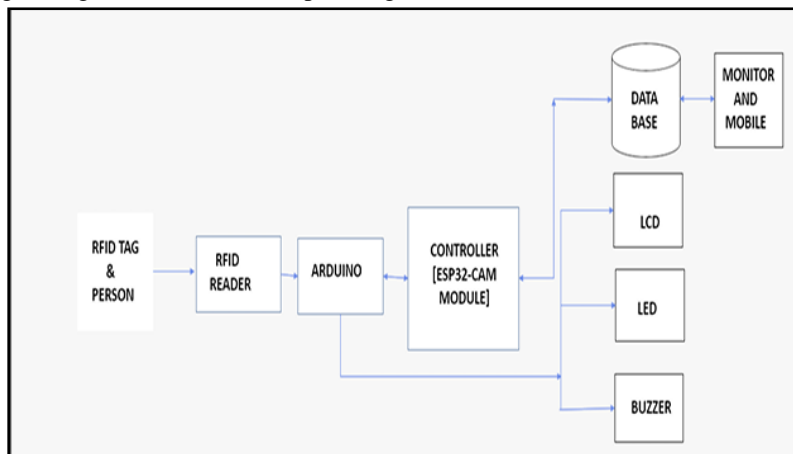 RFID TAG
&
PERSON
RFID
READER
ARDUINO
CONTROLLER
[ESP32-CAM
MODULE]
DATA
BASE
MONITOR
AND
MOBILE
LCD
LED
BUZZER